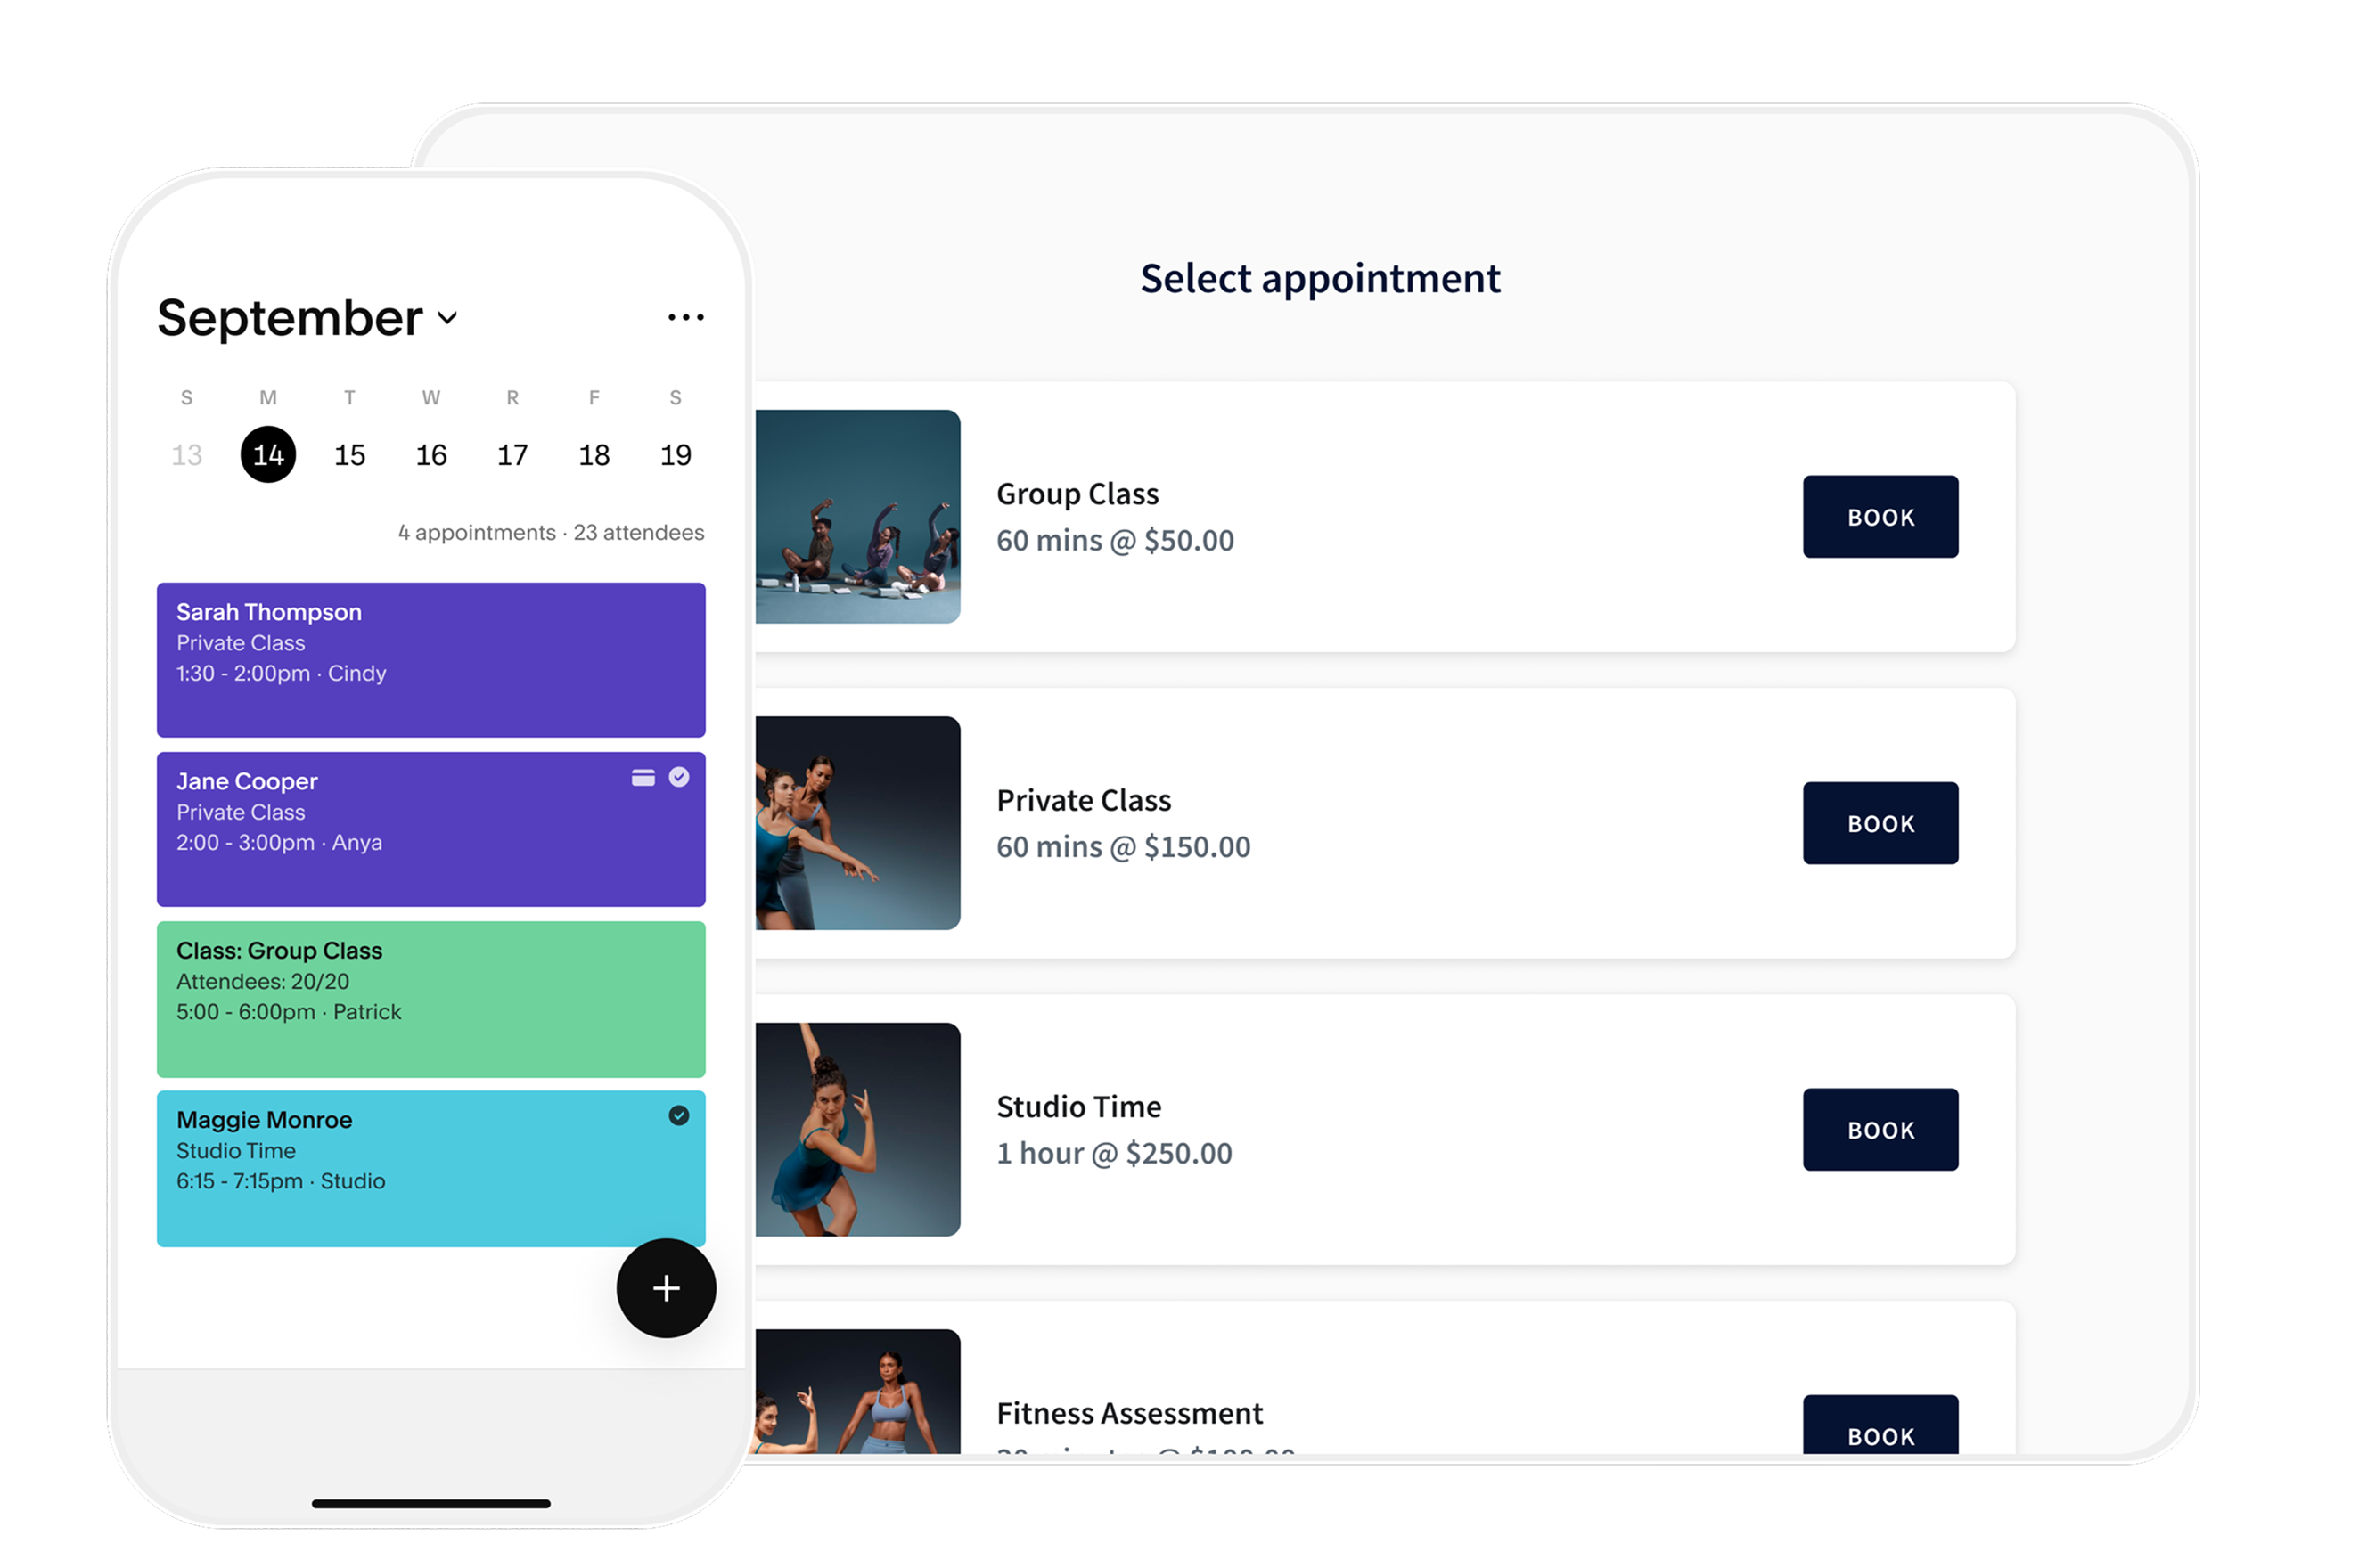 September
S M T W R F S
13 14 15 16 17 18 19
4 appointments · 23 attendees
Sarah Thompson
Private Class
1:30 - 2:00pm · Cindy
Jane Cooper
Private Class
2:00 - 3:00pm · Anya
Class: Group Class
Attendees: 20/20
5:00 - 6:00pm · Patrick
Maggie Monroe
Studio Time
6:15 - 7:15pm · Studio
Select appointment
Group Class
60 mins @ $50.00
BOOK
Private Class
60 mins @ $150.00
BOOK
Studio Time
1 hour @ $250.00
BOOK
Fitness Assessment
BOOK